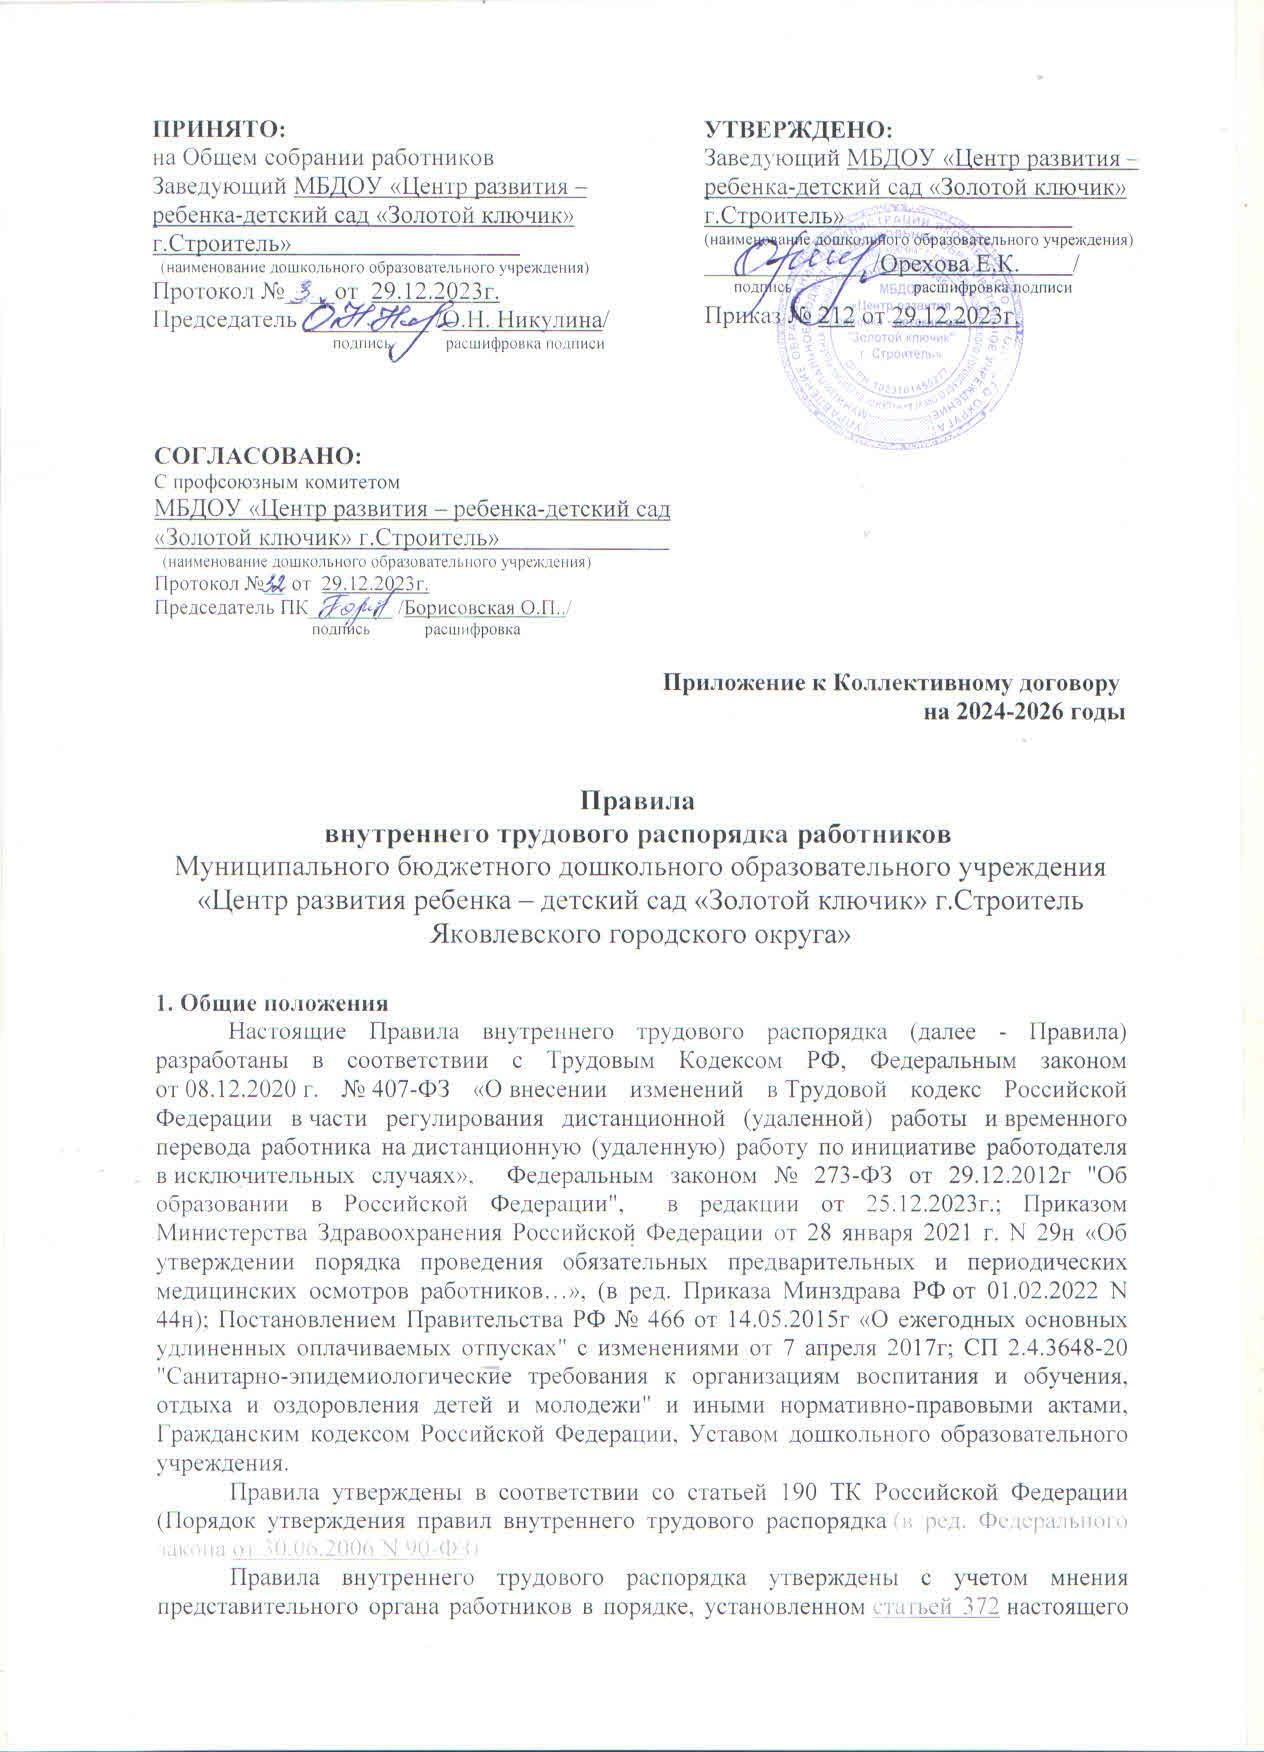 ПРИНЯТО:
на Общем собрании работников
Заведующий МБДОУ «Центр развития –
ребенка-детский сад «Золотой ключик»
г.Строитель»
(наименование дошкольного образовательного учреждения)
Протокол № 3 от 29.12.2023г.
Председатель /О.Н. Никулина/
подпись расшифровка подписи
УТВЕРЖДЕНО:
Заведующий МБДОУ «Центр развития –
ребенка-детский сад «Золотой ключик»
г.Строитель»
(наименование дошкольного образовательного учреждения)
/Орехова Е.К. /
подпись расшифровка подписи
Приказ № 212 от 29.12.2023г.
МБДОУ
«Центр развития
"Золотой ключик"
г. Строитель»
СОГЛАСОВАНО:
С профсоюзным комитетом
МБДОУ «Центр развития – ребенка-детский сад
«Золотой ключик» г.Строитель»
(наименование дошкольного образовательного учреждения)
Протокол №32 от 29.12.2023г.
Председатель ПК /Борисовская О.П../
подпись расшифровка
Приложение к Коллективному договору
на 2024-2026 годы
Правила
внутреннего трудового распорядка работников
Муниципального бюджетного дошкольного образовательного учреждения
«Центр развития ребенка – детский сад «Золотой ключик» г.Строитель
Яковлевского городского округа»
1. Общие положения
Настоящие Правила внутреннего трудового распорядка (далее - Правила)
разработаны в соответствии с Трудовым Кодексом РФ, Федеральным законом
от 08.12.2020 г. № 407-ФЗ «О внесении изменений в Трудовой кодекс Российской
Федерации в части регулирования дистанционной (удаленной) работы и временного
перевода работника на дистанционную (удаленную) работу по инициативе работодателя
в исключительных случаях», Федеральным законом № 273-ФЗ от 29.12.2012г "Об
образовании в Российской Федерации", в редакции от 25.12.2023г.; Приказом
Министерства Здравоохранения Российской Федерации от 28 января 2021 г. N 29н «Об
утверждении порядка проведения обязательных предварительных и периодических
медицинских осмотров работников…», (в ред. Приказа Минздрава РФ от 01.02.2022 N
44н); Постановлением Правительства РФ № 466 от 14.05.2015г «О ежегодных основных
удлиненных оплачиваемых отпусках" с изменениями от 7 апреля 2017г; СП 2.4.3648-20
"Санитарно-эпидемиологические требования к организациям воспитания и обучения,
отдыха и оздоровления детей и молодежи" и иными нормативно-правовыми актами,
Гражданским кодексом Российской Федерации, Уставом дошкольного образовательного
учреждения.
Правила утверждены в соответствии со статьей 190 ТК Российской Федерации
(Порядок утверждения правил внутреннего трудового распорядка (в ред. Федерального
закона от 30.06.2006 N 90-ФЗ)
Правила внутреннего трудового распорядка утверждены с учетом мнения
представительного органа работников в порядке, установленном статьей 372 настоящего